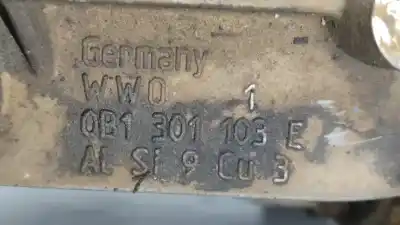 Germany
WWO 1
0B1 301 103 E
AL Si 9 Cu 3